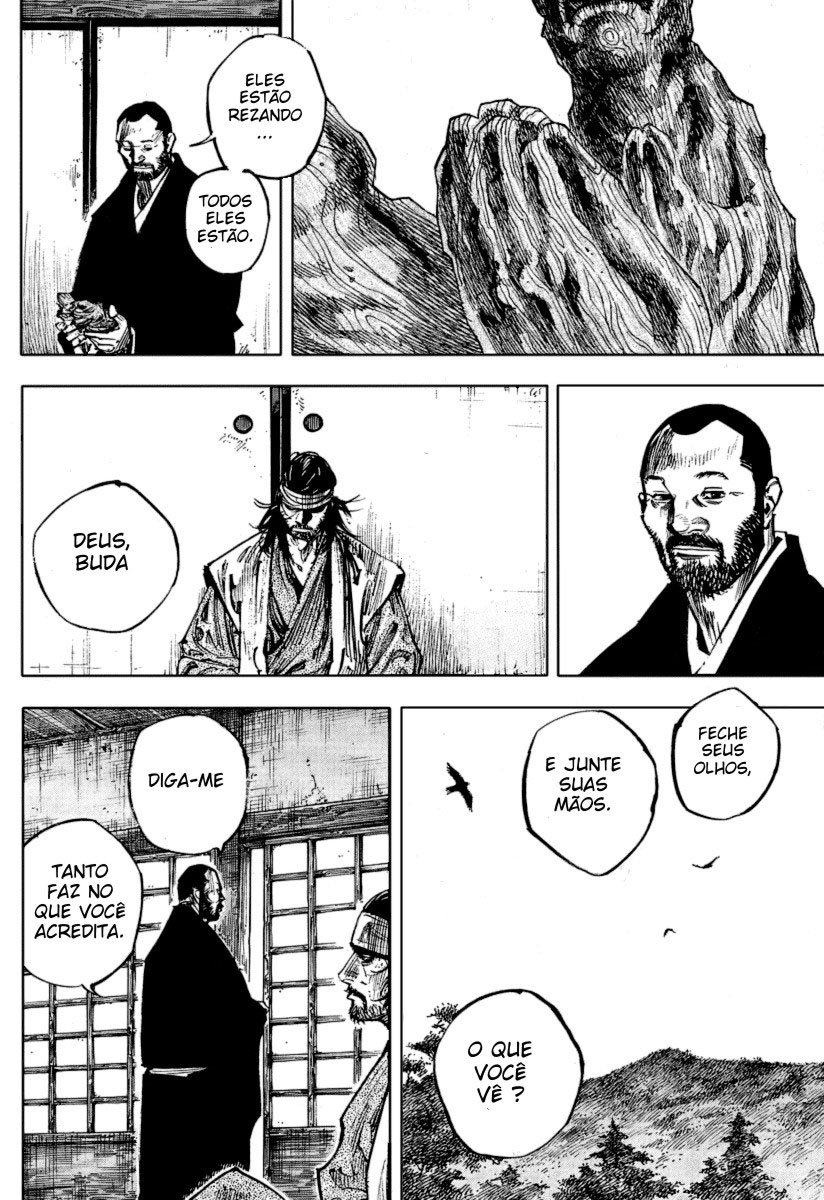 ELES
ESTÃO
REZANDO
...
TODOS
ELES
ESTÃO.
DEUS,
BUDA
FECHE
SEUS
OLHOS,
E JUNTE
SUAS
MÃOS.
O QUE
VOCÊ
VÊ ?
DIGA-ME
TANTO
FAZ NO
QUE VOCÊ
ACREDITA.